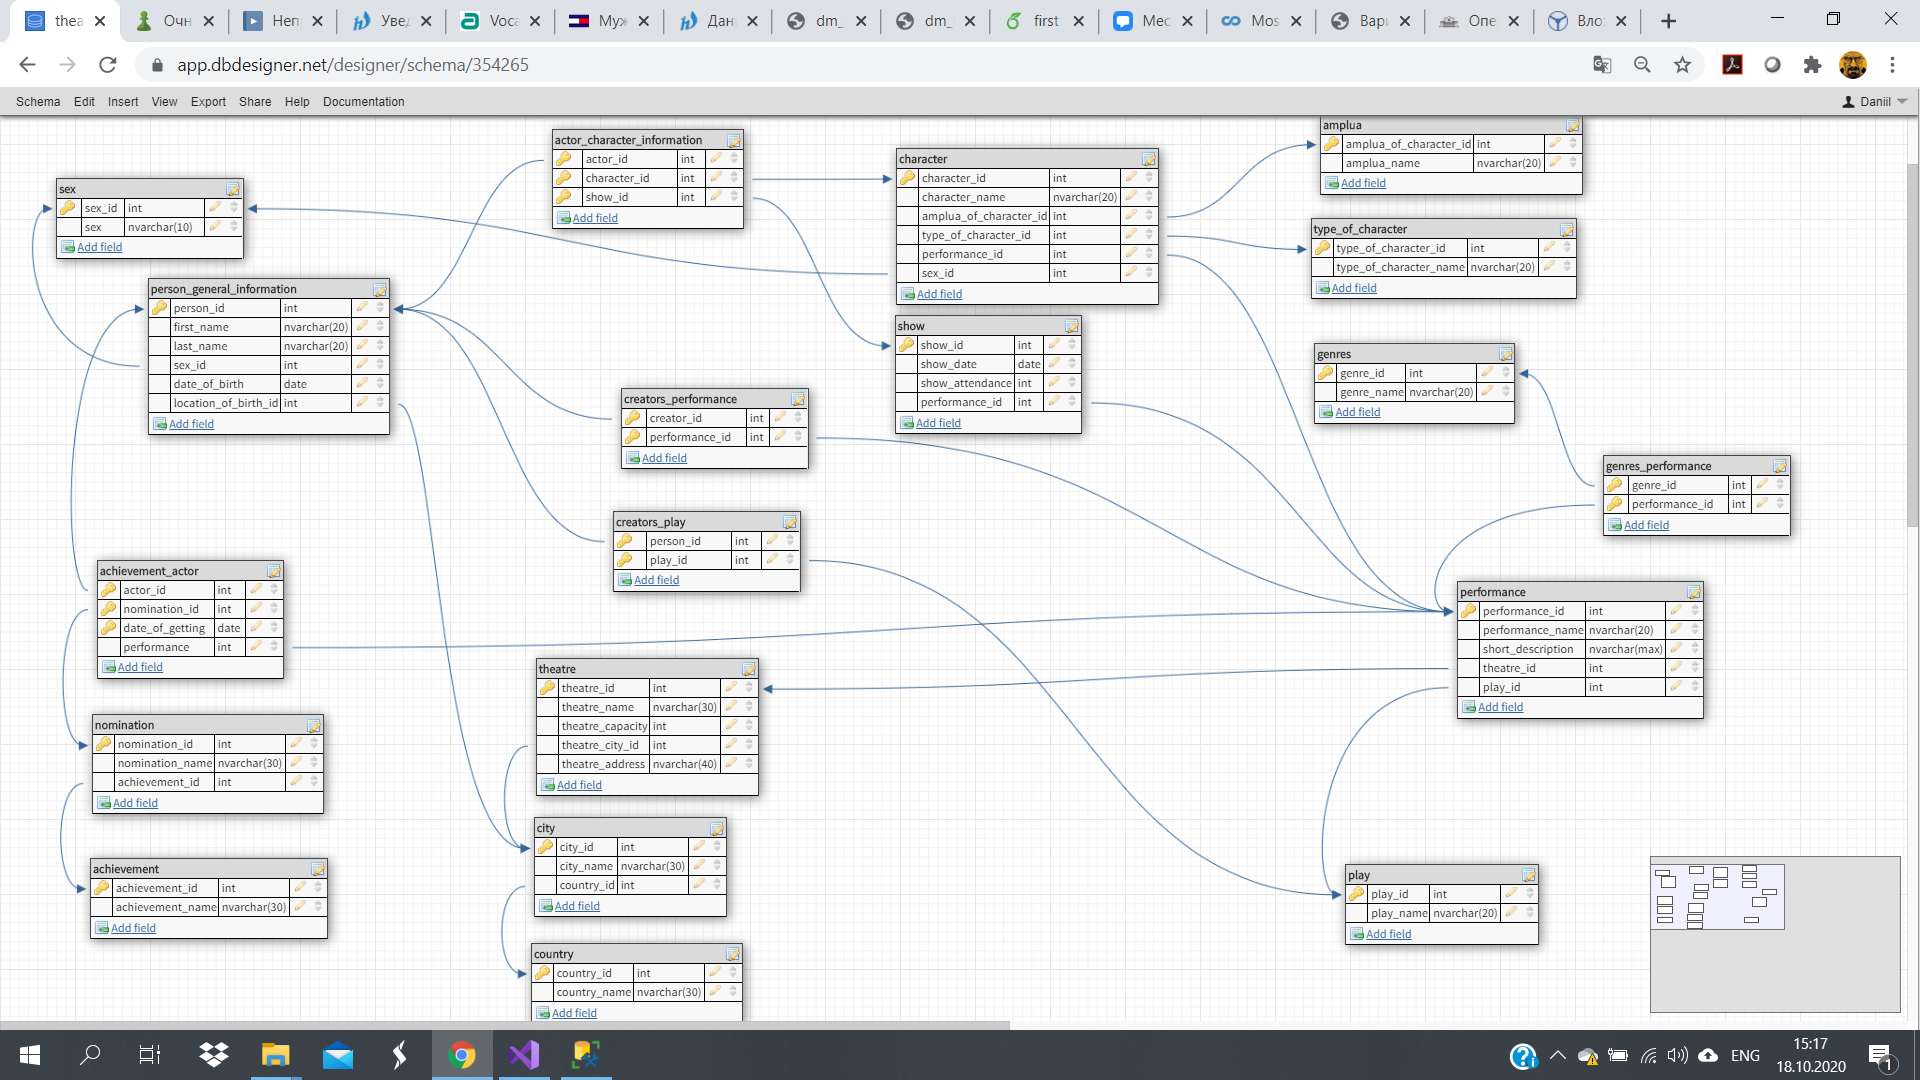 thea
Очн
Неп
Увед
Voca
Муж
Дан
dm_
dm_
first
Мес
Mos
Вари
Опе
Вло
app.dbdesigner.net/designer/schema/354265
Schema Edit Insert View Export Share Help Documentation
Daniil
sex
sex_id int
sex nvarchar(10)
Add field
person_general_information
person_id int
first_name nvarchar(20)
last_name nvarchar(20)
sex_id int
date_of_birth date
location_of_birth_id int
Add field
actor_character_information
actor_id int
character_id int
show_id int
Add field
character
character_id int
character_name nvarchar(20)
amplua_of_character_id int
type_of_character_id int
performance_id int
sex_id int
Add field
amplua
amplua_of_character_id int
amplua_name nvarchar(20)
Add field
type_of_character
type_of_character_id int
type_of_character_name nvarchar(20)
Add field
show
show_id int
show_date date
show_attendance int
performance_id int
Add field
genres
genre_id int
genre_name nvarchar(20)
Add field
creators_performance
creator_id int
performance_id int
Add field
genres_performance
genre_id int
performance_id int
Add field
creators_play
person_id int
play_id int
Add field
achievement_actor
actor_id int
nomination_id int
date_of_getting date
performance int
Add field
performance
performance_id int
performance_name nvarchar(20)
short_description nvarchar(max)
theatre_id int
play_id int
Add field
theatre
theatre_id int
theatre_name nvarchar(30)
theatre_capacity int
theatre_city_id int
theatre_address nvarchar(40)
Add field
nomination
nomination_id int
nomination_name nvarchar(30)
achievement_id int
Add field
city
city_id int
city_name nvarchar(30)
country_id int
Add field
achievement
achievement_id int
achievement_name nvarchar(30)
Add field
play
play_id int
play_name nvarchar(20)
Add field
country
country_id int
country_name nvarchar(30)
Add field
ENG
15:17
18.10.2020
1